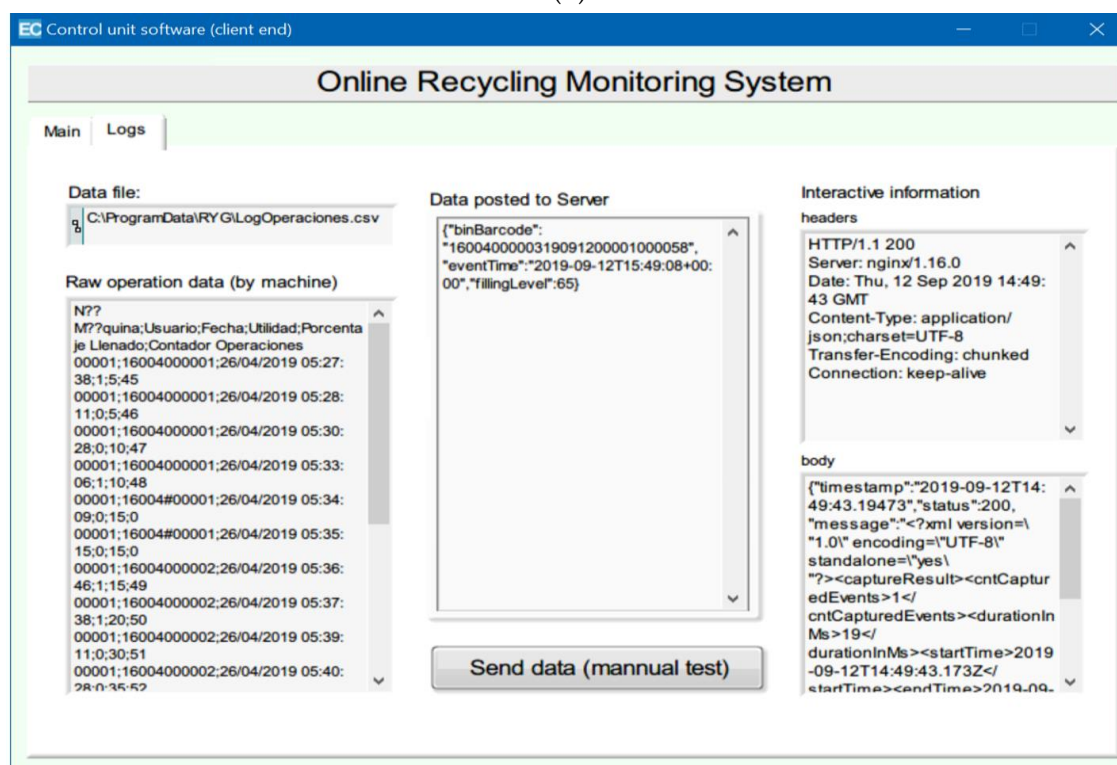 EC Control unit software (client end)
Online Recycling Monitoring System
Main Logs
Data file:
C:\ProgramData\RYG\LogOperaciones.csv
Raw operation data (by machine)
N??
M??quina;Usuario;Fecha;Utilidad;Porcenta
je Llenado;Contador Operaciones
00001;16004000001;26/04/2019 05:27:
38;1;5;45
00001;16004000001;26/04/2019 05:28:
11;0;5;46
00001;16004000001;26/04/2019 05:30:
28;0;10;47
00001;16004000001;26/04/2019 05:33:
06;1;10;48
00001;16004#00001;26/04/2019 05:34:
09;0;15;0
00001;16004#00001;26/04/2019 05:35:
15;0;15;0
00001;16004000002;26/04/2019 05:36:
46;1;15;49
00001;16004000002;26/04/2019 05:37:
38;1;20;50
00001;16004000002;26/04/2019 05:39:
11;0;30;51
00001;16004000002;26/04/2019 05:40:
28;0;35;52
Data posted to Server
{"binBarcode":
"16004000003190912000010000​58",
"eventTime":"2019-09-12T15:49:08+00:
00","fillingLevel":65}
Send data (mannual test)
Interactive information
headers
HTTP/1.1 200
Server: nginx/1.16.0
Date: Thu, 12 Sep 2019 14:49:
43 GMT
Content-Type: application/
json;charset=UTF-8
Transfer-Encoding: chunked
Connection: keep-alive
body
{"timestamp":"2019-09-12T14:
49:43.19473","status":200,
"message":"<?xml version=\
"1.0\" encoding=\"UTF-8\"
standalone=\"yes\
"?><captureResult><cntCaptur
edEvents>1</
cntCapturedEvents><durationIn
Ms>19</
durationInMs><startTime>2019
-09-12T14:49:43.173Z</
startTime><endTime>2019-09-